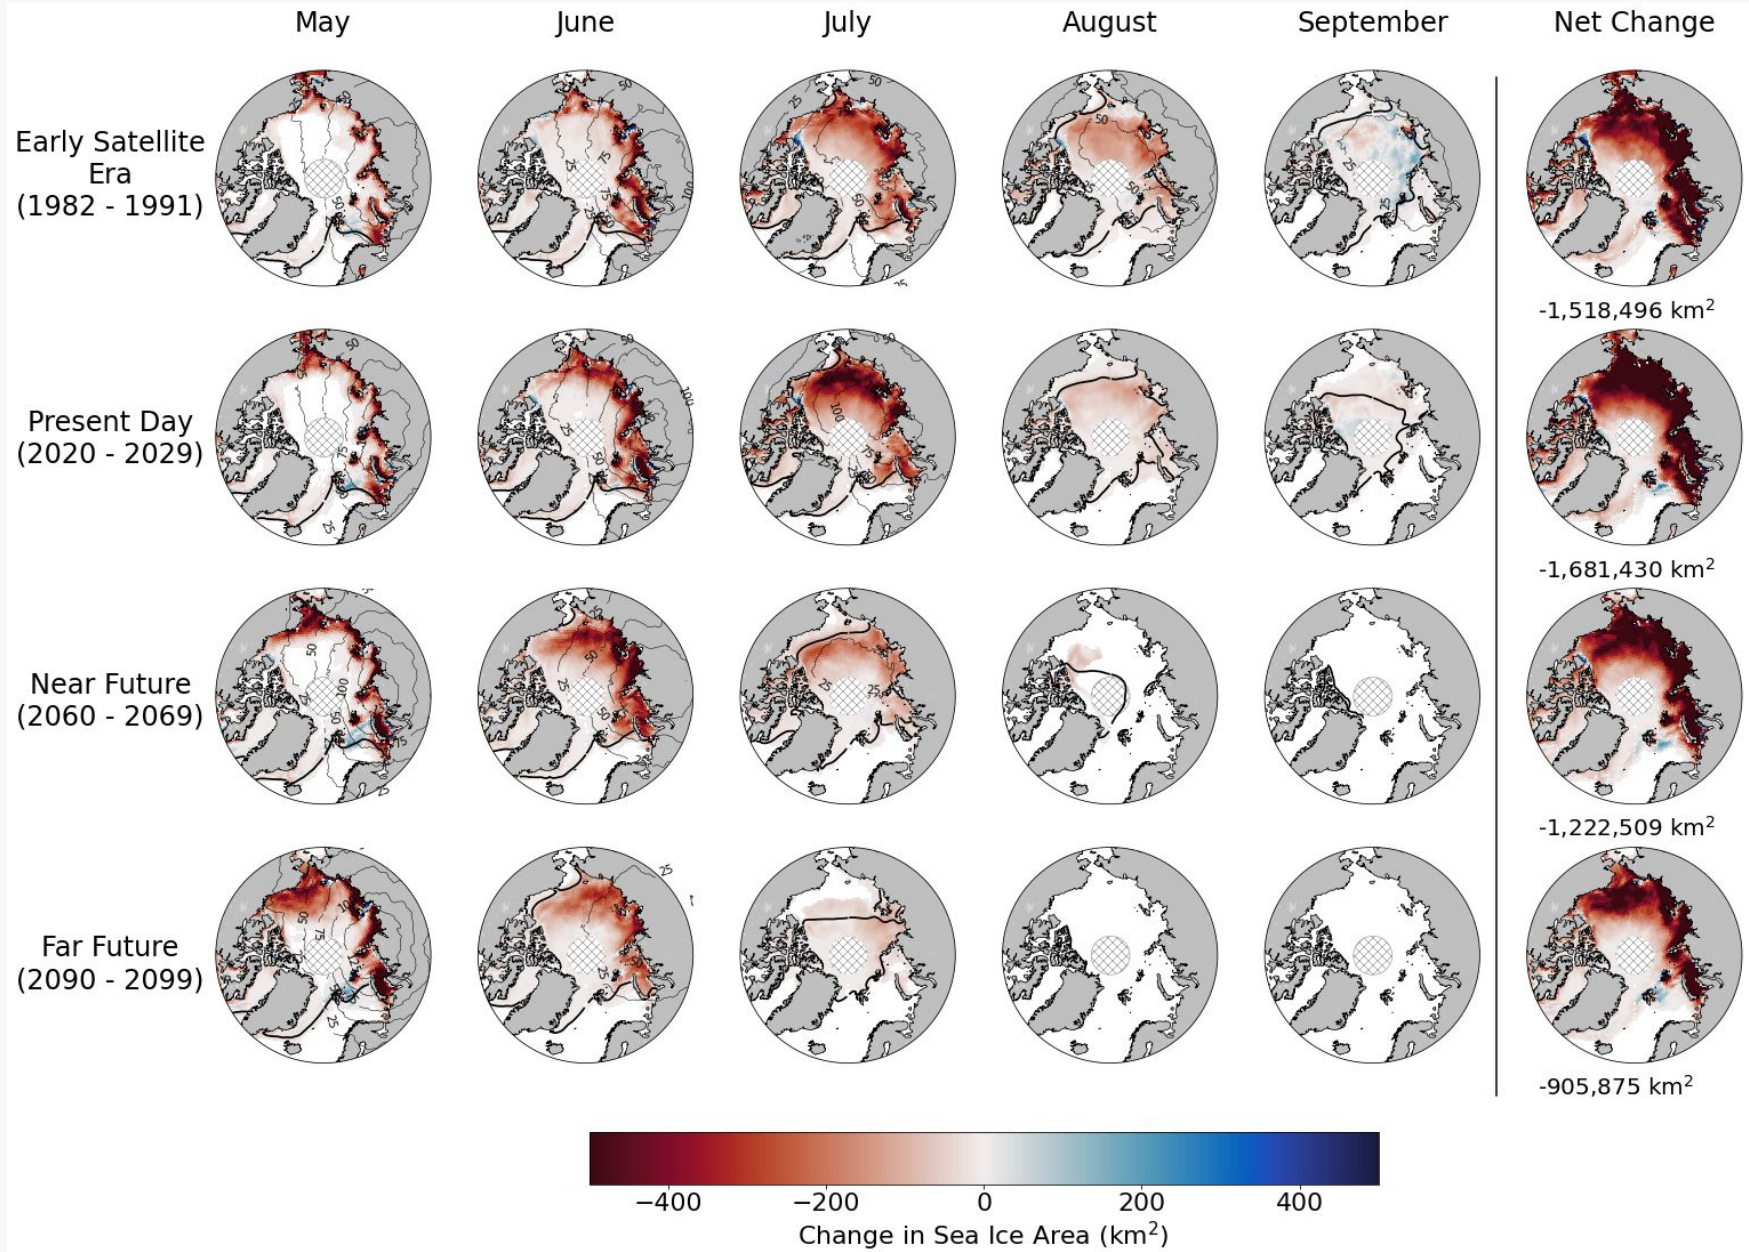 May June July August September Net Change
Early Satellite
Era
(1982 - 1991)
-1,518,496 km²
Present Day
(2020 - 2029)
-1,681,430 km²
Near Future
(2060 - 2069)
-1,222,509 km²
Far Future
(2090 - 2099)
-905,875 km²
−400 −200 0 200 400
Change in Sea Ice Area (km²)